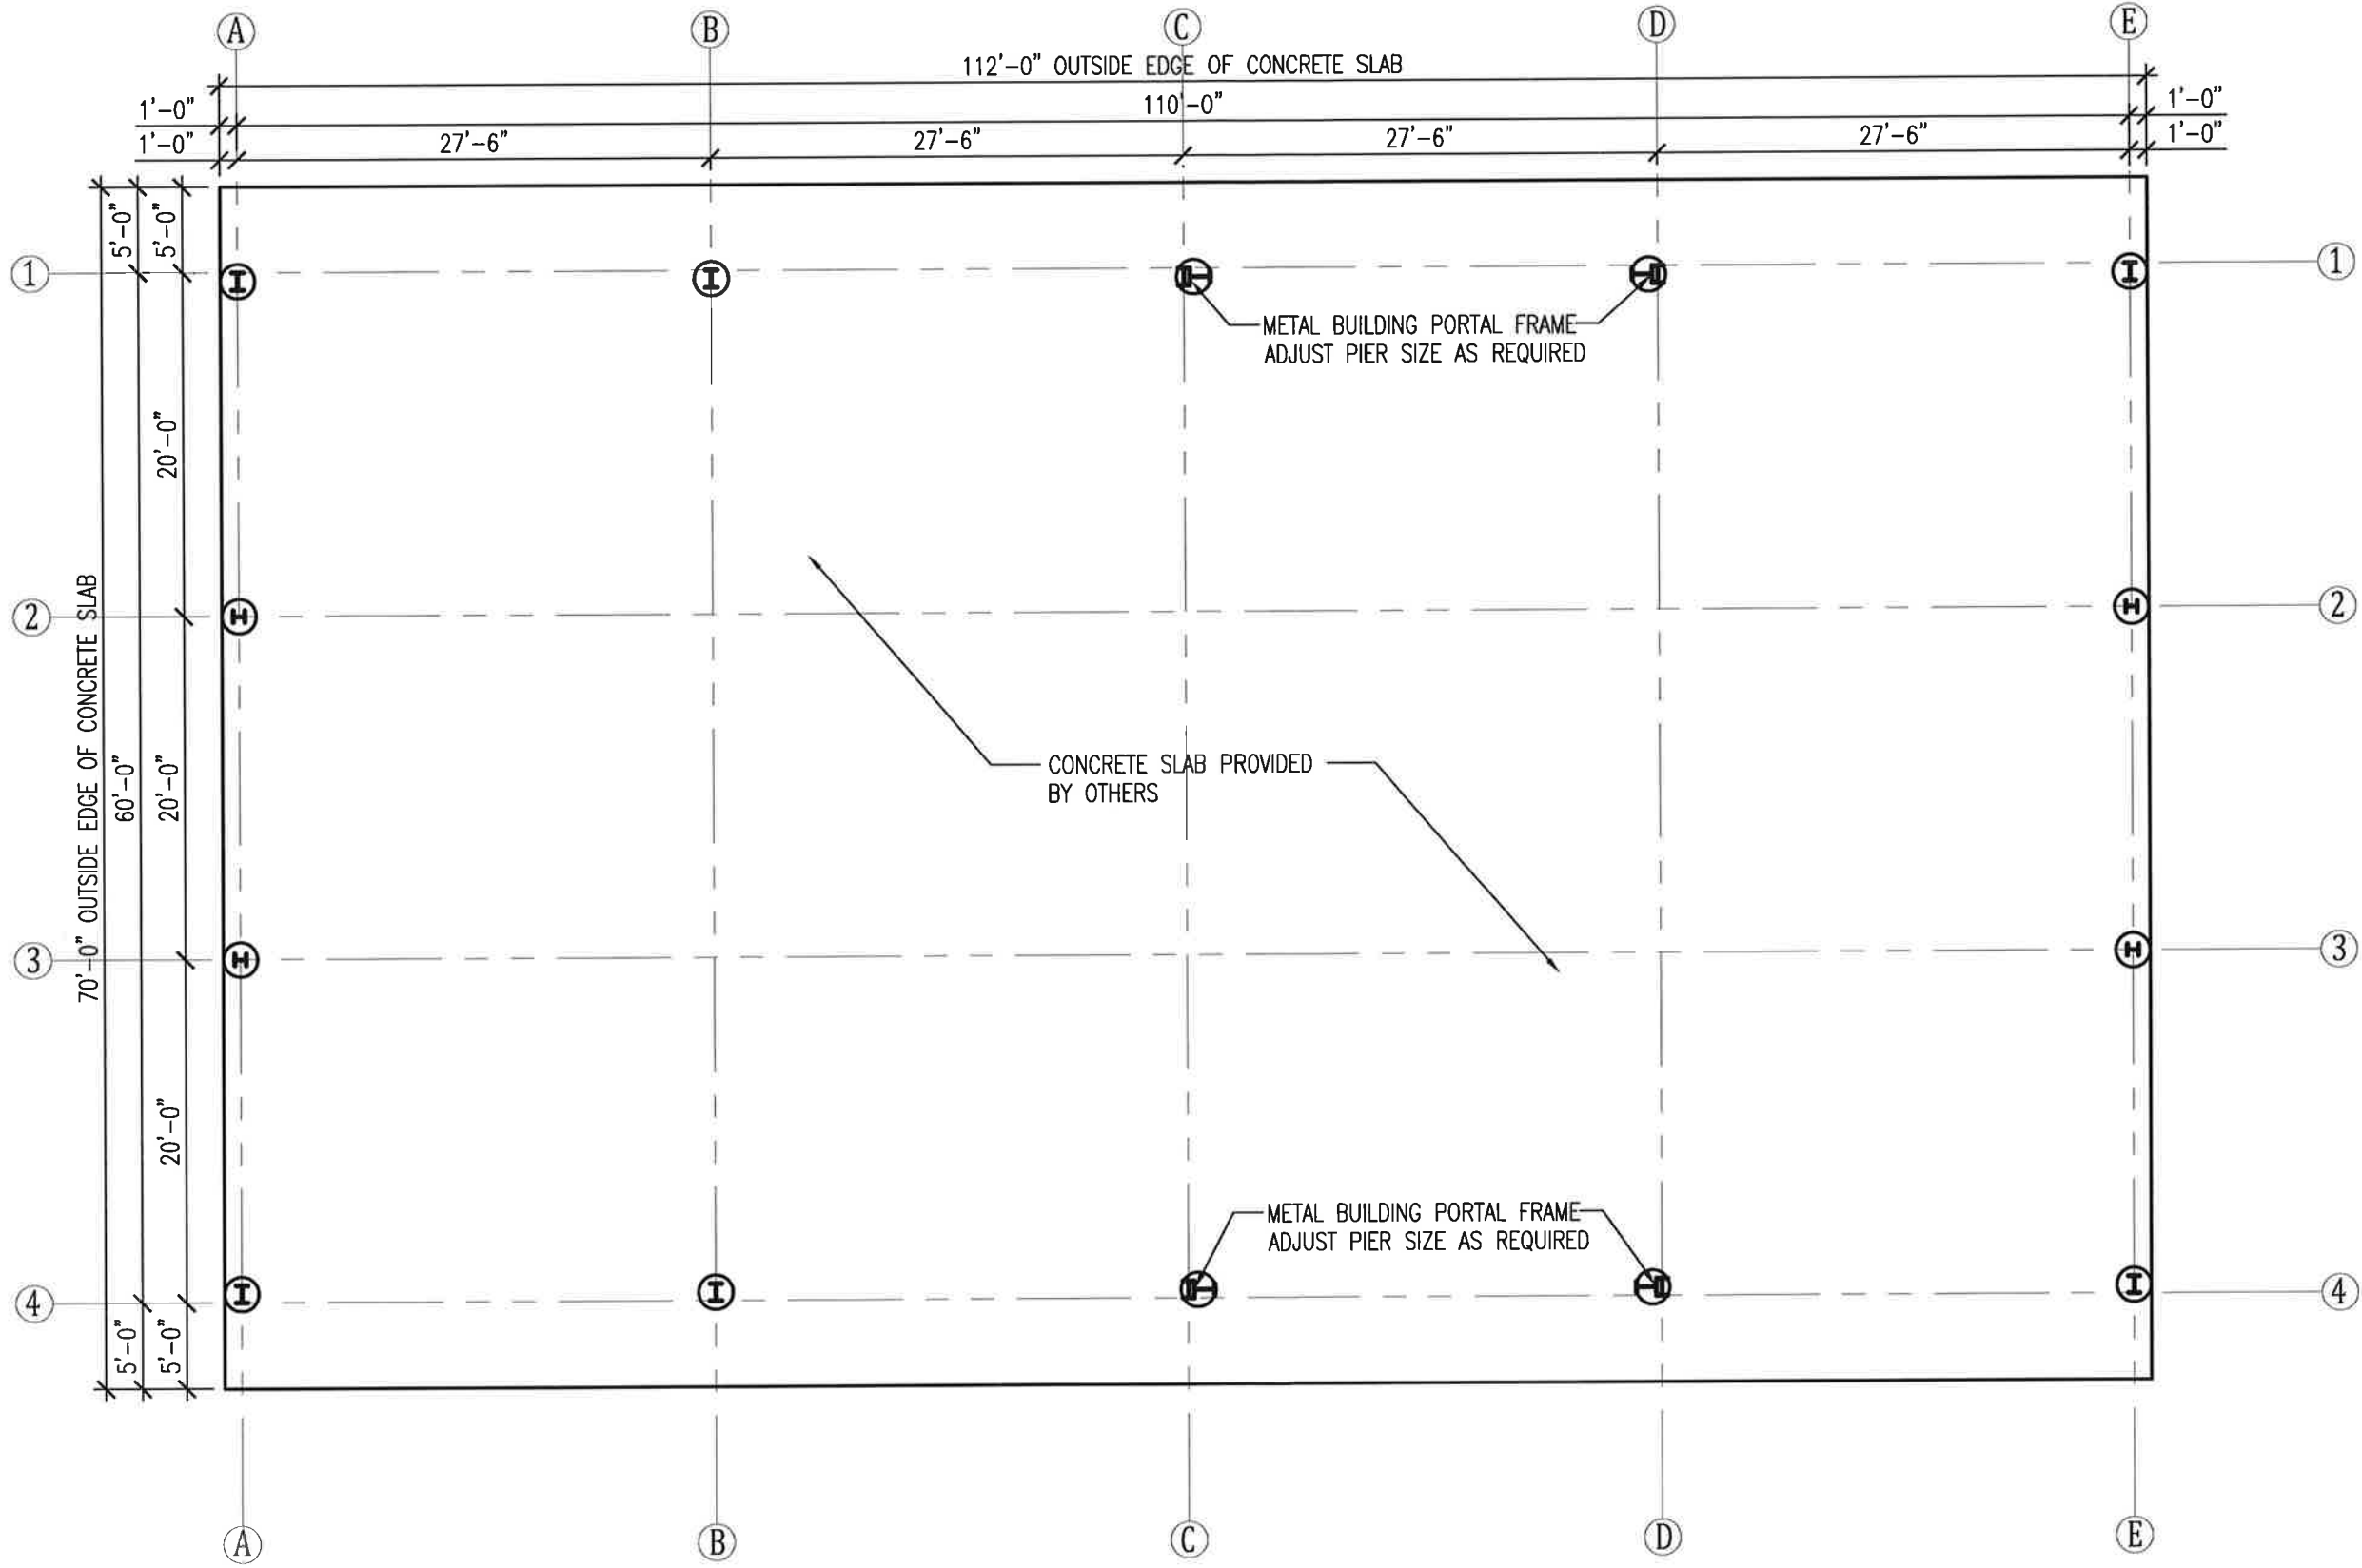 A
B
C
D
E
112'-0" OUTSIDE EDGE OF CONCRETE SLAB
1'-0"
110'-0"
1'-0"
1'-0"
27'-6"
27'-6"
27'-6"
27'-6"
1'-0"
5'-0"
5'-0"
1
1
METAL BUILDING PORTAL FRAME
ADJUST PIER SIZE AS REQUIRED
20'-0"
2
2
70'-0" OUTSIDE EDGE OF CONCRETE SLAB
60'-0"
20'-0"
CONCRETE SLAB PROVIDED
BY OTHERS
3
3
20'-0"
METAL BUILDING PORTAL FRAME
ADJUST PIER SIZE AS REQUIRED
4
4
5'-0"
5'-0"
A
B
C
D
E